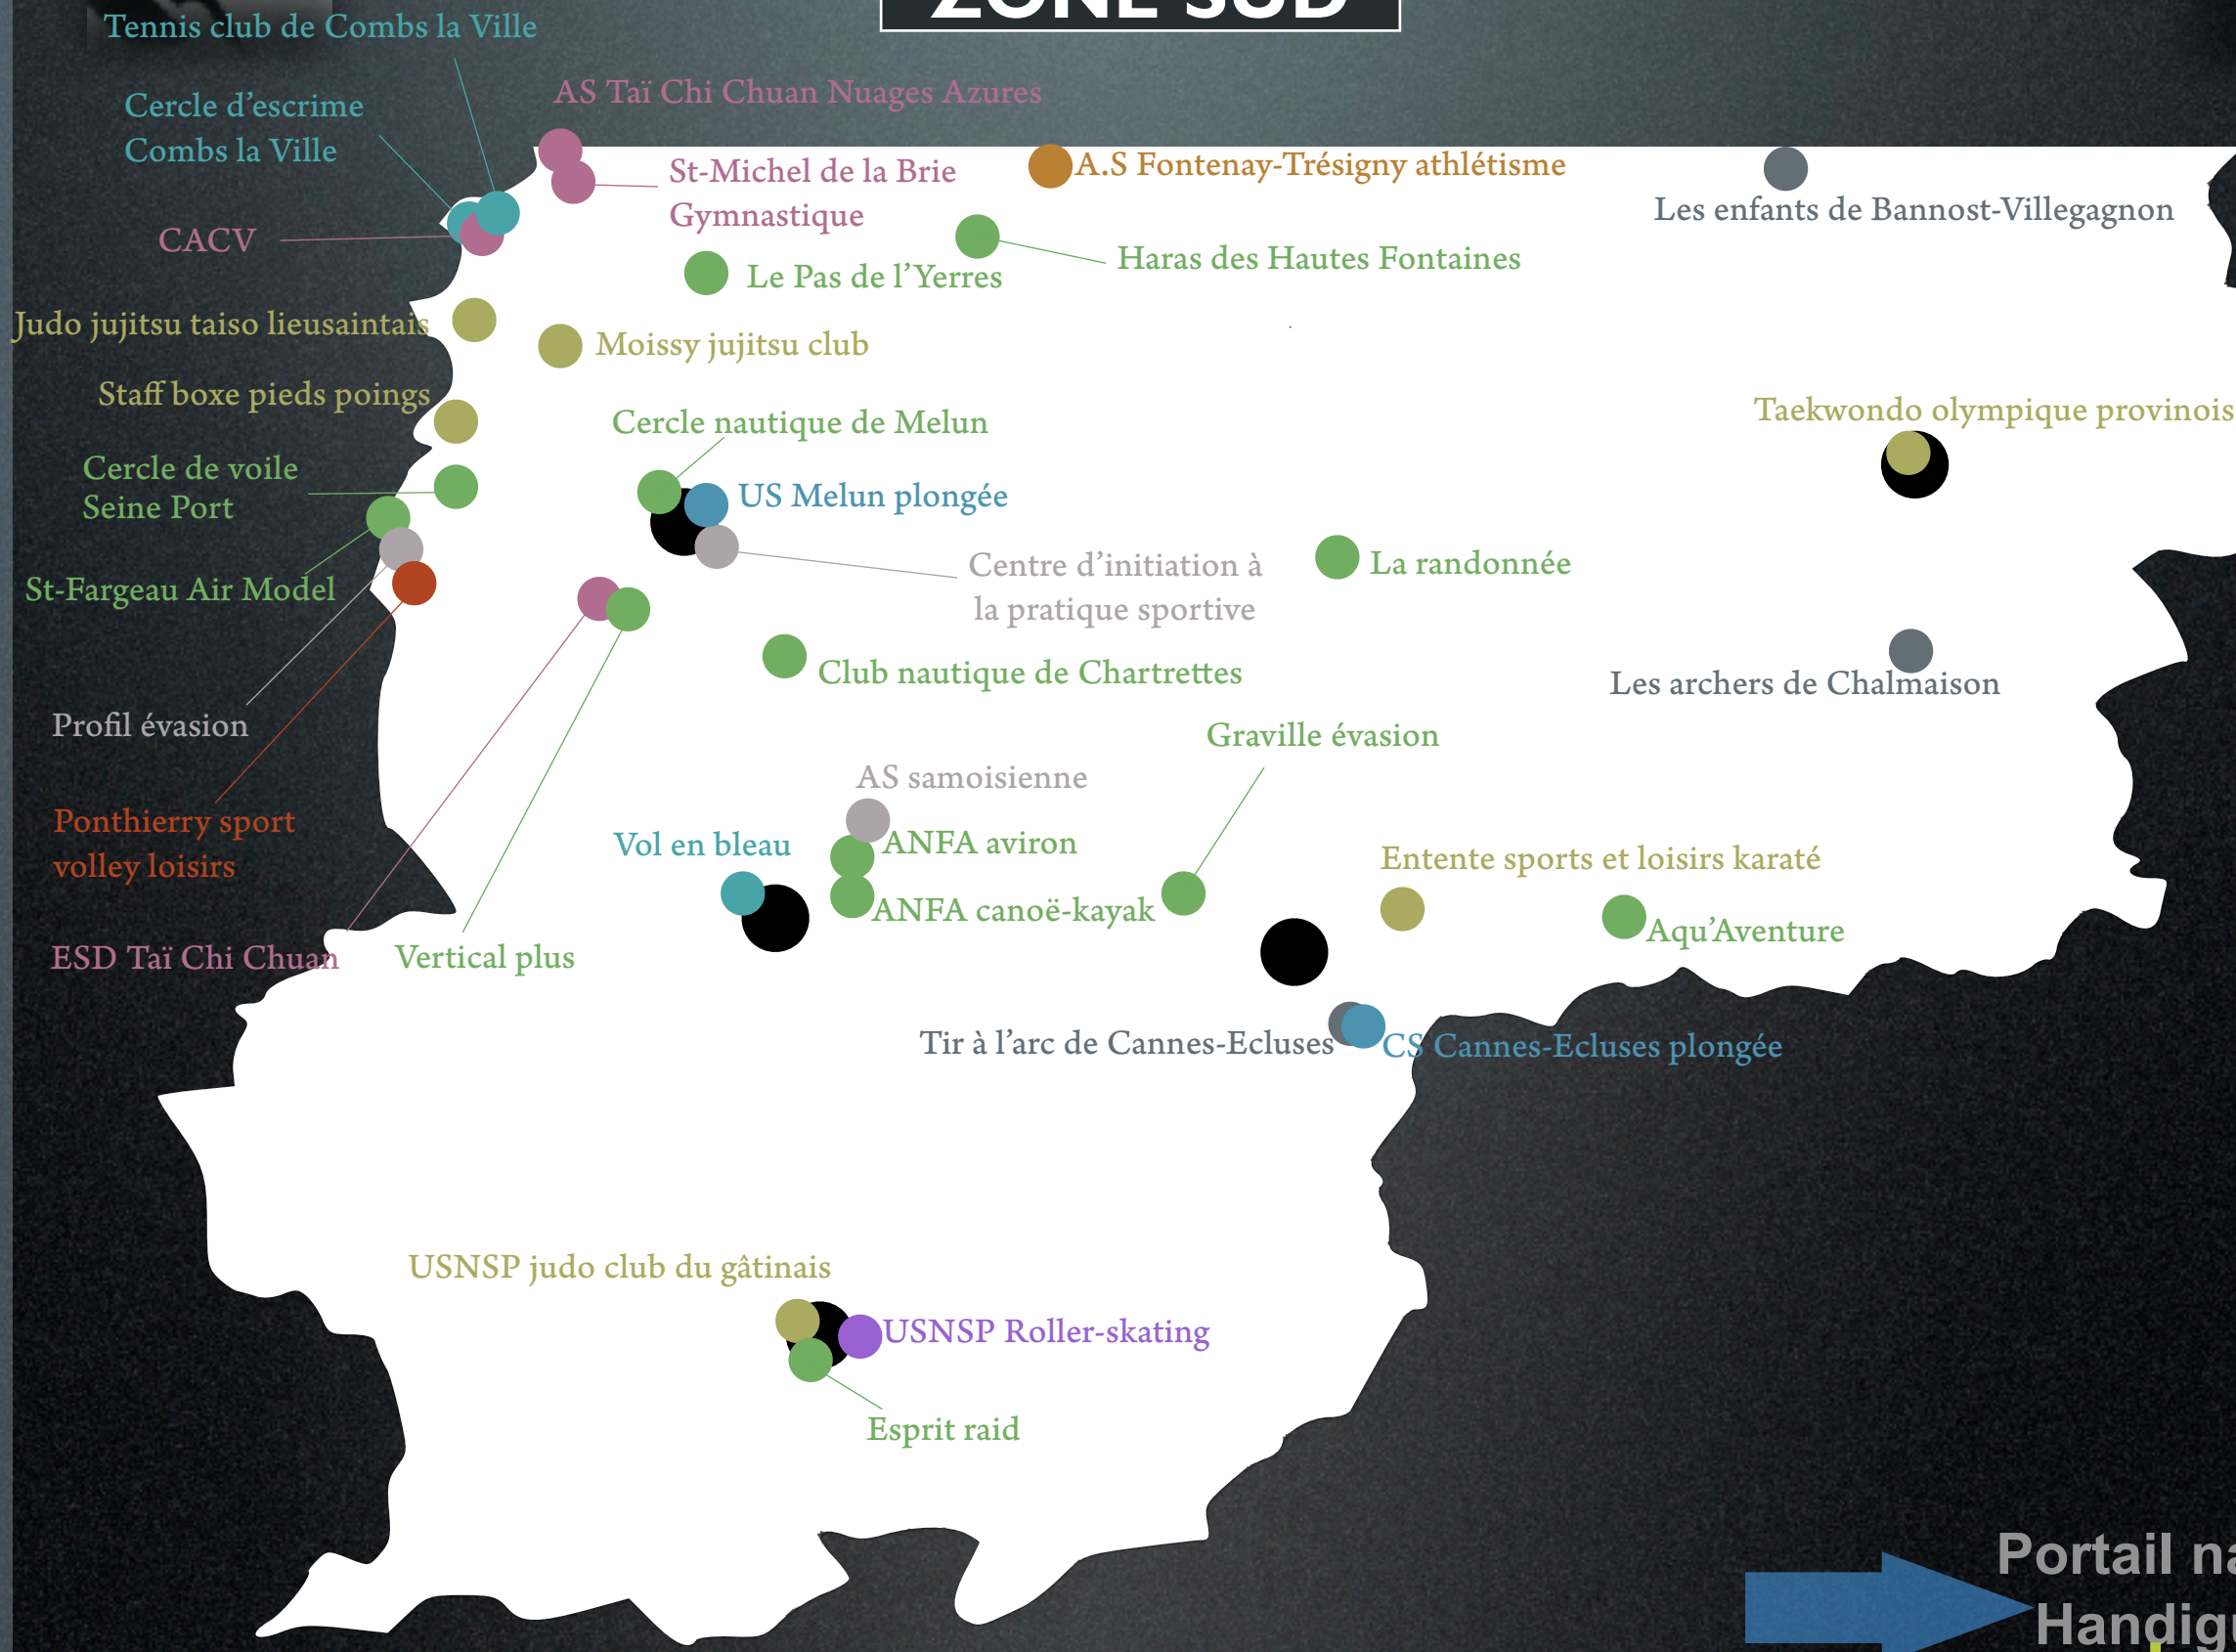 ZONE SUD
Tennis club de Combs la Ville
AS Taï Chi Chuan Nuages Azures
Cercle d'escrime
Combs la Ville
St-Michel de la Brie
Gymnastique
A.S Fontenay-Trésigny athlétisme
Les enfants de Bannost-Villegagnon
CACV
Haras des Hautes Fontaines
Le Pas de l'Yerres
Judo jujitsu taiso lieusaintais
Moissy jujitsu club
Staff boxe pieds poings
Cercle nautique de Melun
Taekwondo olympique provinois
Cercle de voile
Seine Port
US Melun plongée
Centre d'initiation à
la pratique sportive
La randonnée
St-Fargeau Air Model
Club nautique de Chartrettes
Les archers de Chalmaison
Profil évasion
Graville évasion
AS samoisienne
Ponthierry sport
volley loisirs
Vol en bleau
ANFA aviron
Entente sports et loisirs karaté
ANFA canoë-kayak
Aqu'Aventure
ESD Taï Chi Chuan
Vertical plus
Tir à l'arc de Cannes-Ecluses
CS Cannes-Ecluses plongée
USNSP judo club du gâtinais
USNSP Roller-skating
Esprit raid
Portail